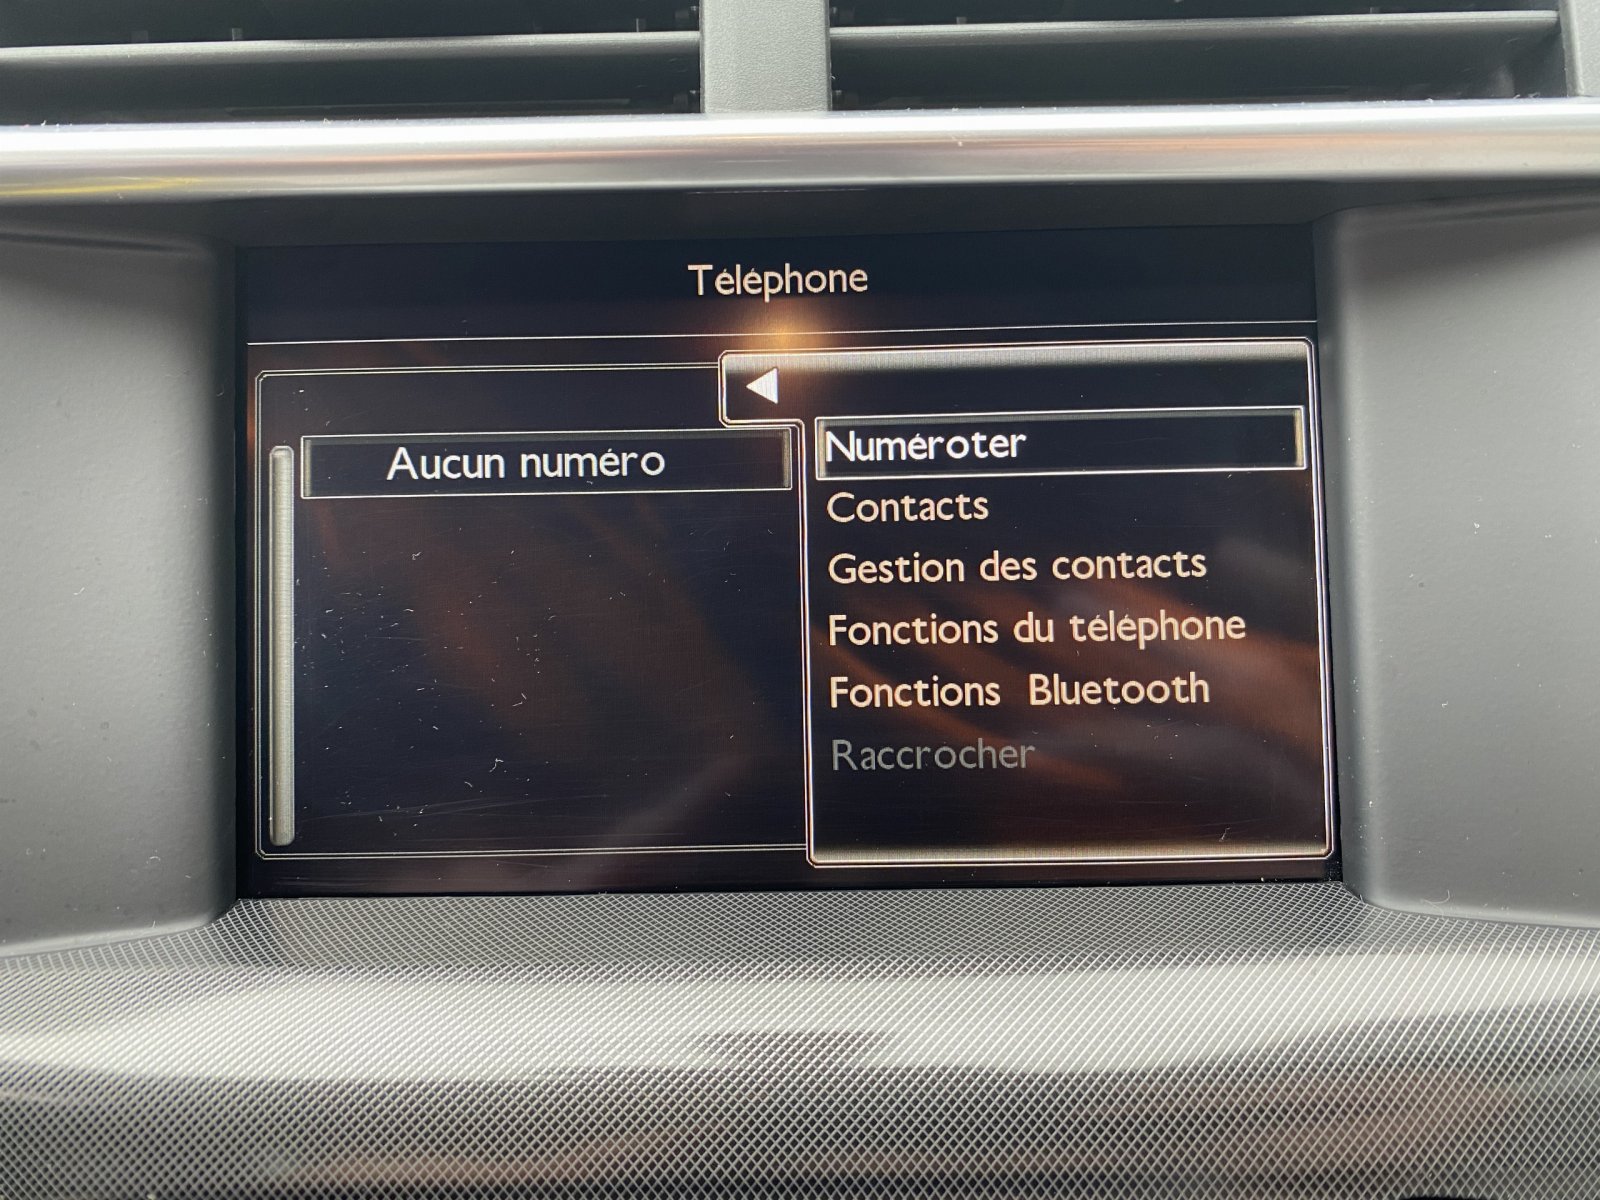 Téléphone
Aucun numéro
Numéroter
Contacts
Gestion des contacts
Fonctions du téléphone
Fonctions Bluetooth
Raccrocher